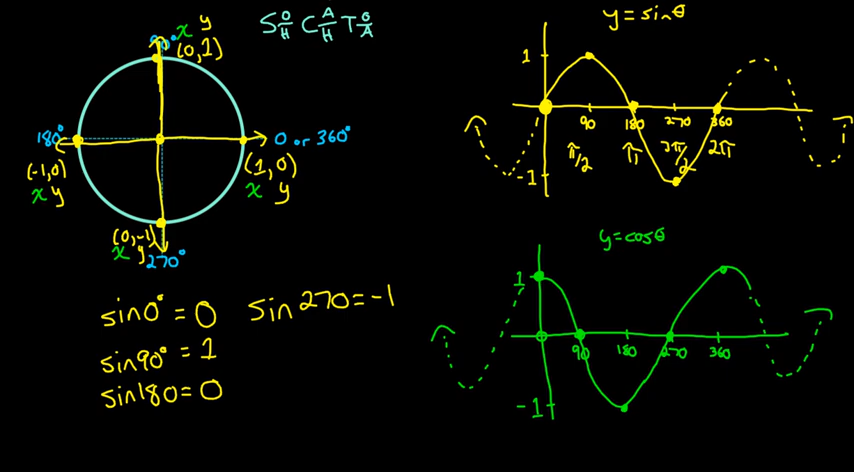 S O/H C A/H T O/A
x y
90°
(0,1)
180°
0 or 360°
(-1,0)
x y
(1,0)
x y
(0,-1)
x y
270°
sin0° = 0
sin270=-1
sin90° = 1
sin180=0
y=sinθ
1
90 180 270 360
π/2 π 3π/2 2π
-1
y=cosθ
1
90 180 270 360
-1